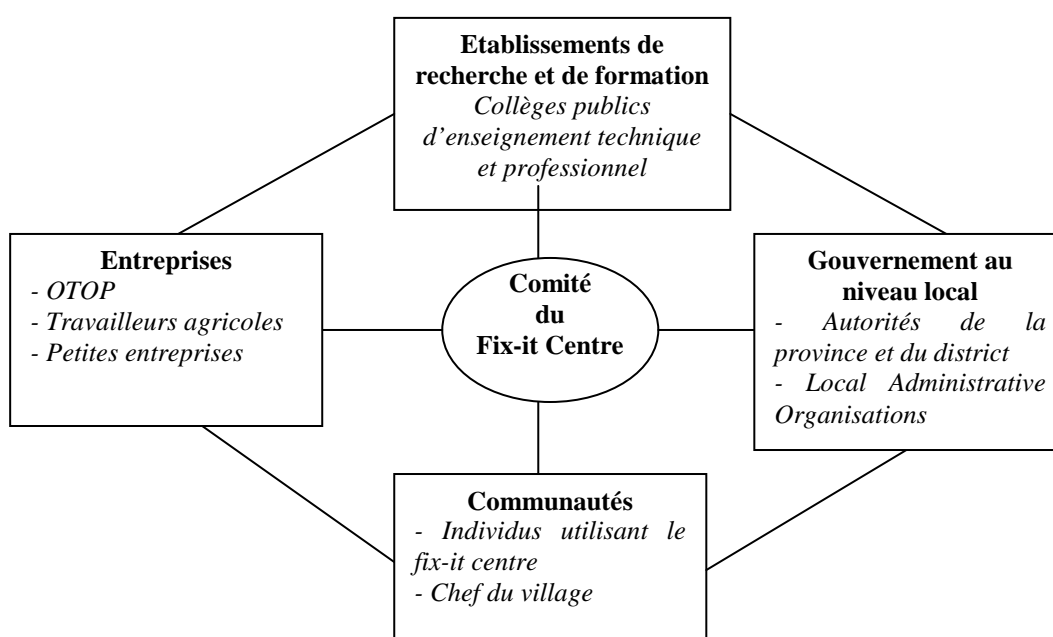 Etablissements de
recherche et de formation
Collèges publics
d’enseignement technique
et professionnel
Entreprises
- OTOP
- Travailleurs agricoles
- Petites entreprises
Comité
du
Fix-it Centre
Gouvernement au
niveau local
- Autorités de la
province et du district
- Local Administrative
Organisations
Communautés
- Individus utilisant le
fix-it centre
- Chef du village